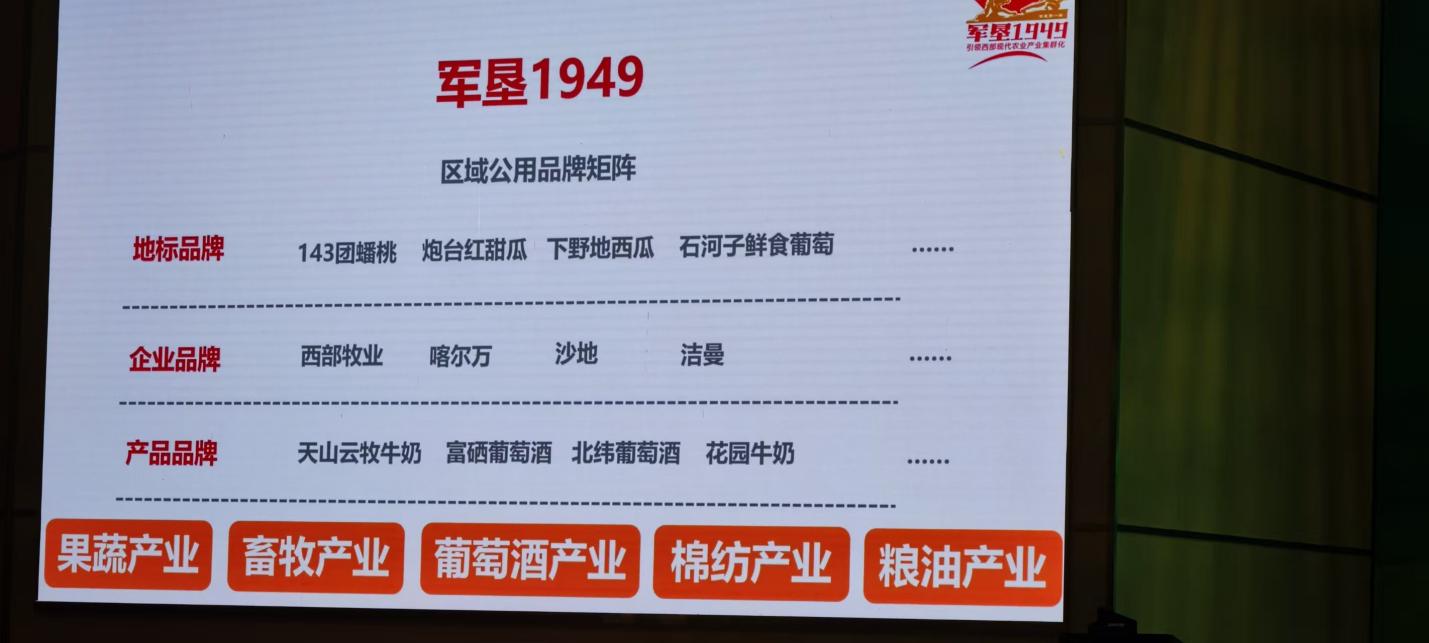 军垦1949
引领西部现代农业产业集群化
军垦1949
区域公用品牌矩阵
地标品牌 143团蟠桃 炮台红甜瓜 下野地西瓜 石河子鲜食葡萄 ……
企业品牌 西部牧业 喀尔万 沙地 洁曼 ……
产品品牌 天山云牧牛奶 富硒葡萄酒 北纬葡萄酒 花园牛奶 ……
果蔬产业 畜牧产业 葡萄酒产业 棉纺产业 粮油产业